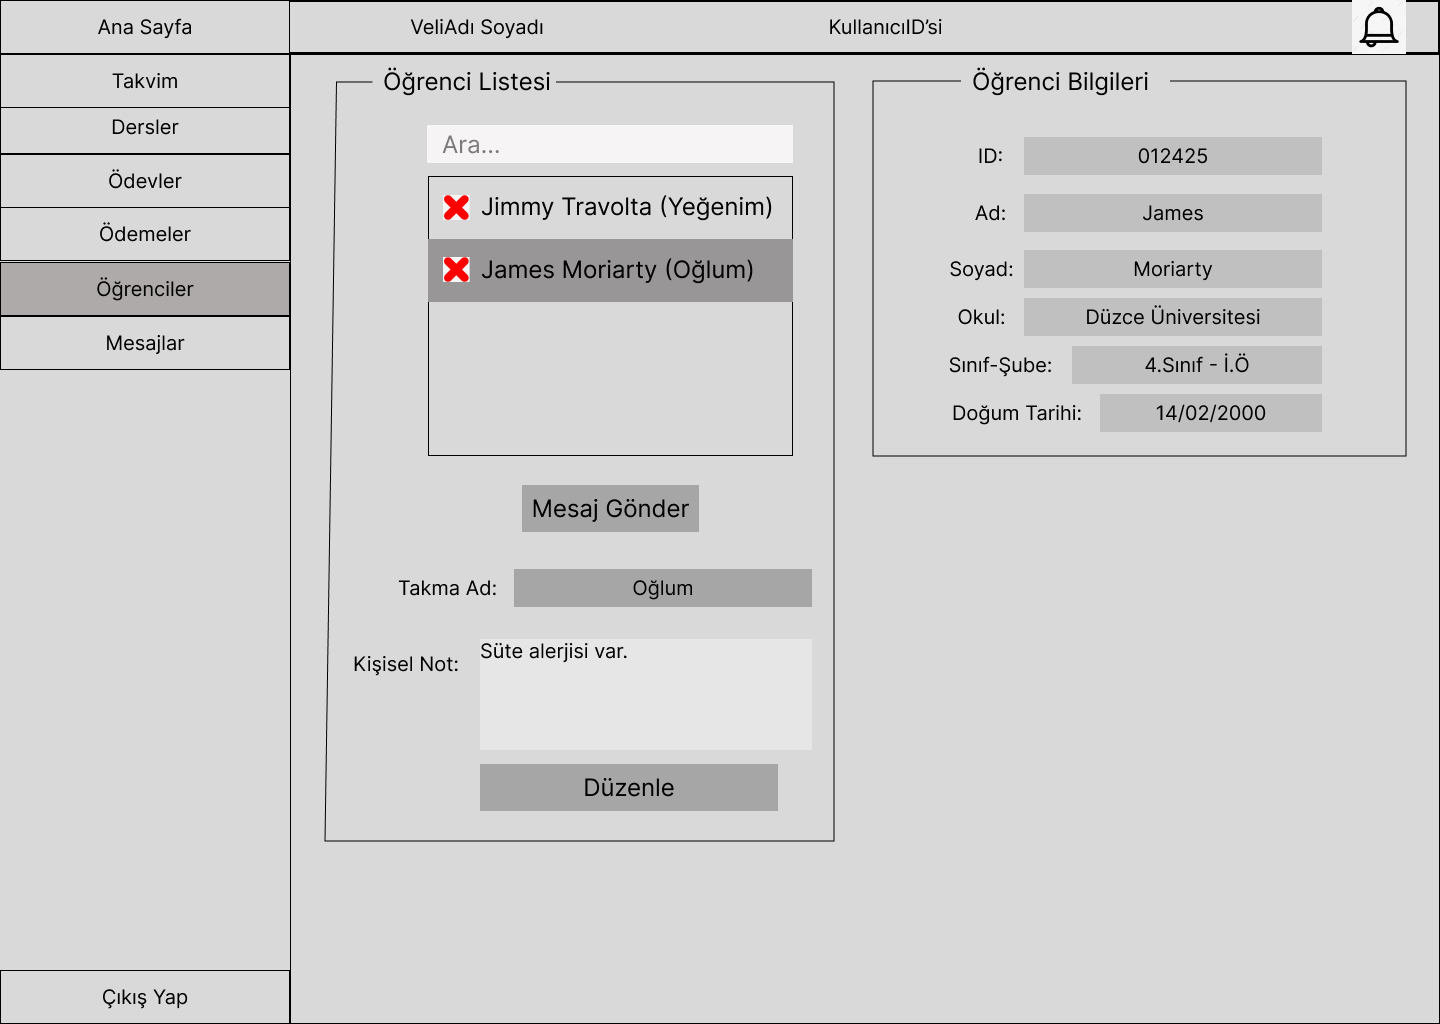 Ana Sayfa
VeliAdı Soyadı
KullanıcıID’si
Takvim
Dersler
Ödevler
Ödemeler
Öğrenciler
Mesajlar
Çıkış Yap
Öğrenci Listesi
Ara...
Jimmy Travolta (Yeğenim)
James Moriarty (Oğlum)
Mesaj Gönder
Takma Ad: Oğlum
Kişisel Not: Süte alerjisi var.
Düzenle
Öğrenci Bilgileri
ID: 012425
Ad: James
Soyad: Moriarty
Okul: Düzce Üniversitesi
Sınıf-Şube: 4.Sınıf - İ.Ö
Doğum Tarihi: 14/02/2000